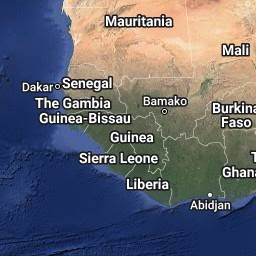 Mauritania
Mali
Dakar Senegal
The Gambia
Bamako
Guinea-Bissau
Burkina
Faso
Guinea
Sierra Leone
Ghana
Liberia
Abidjan